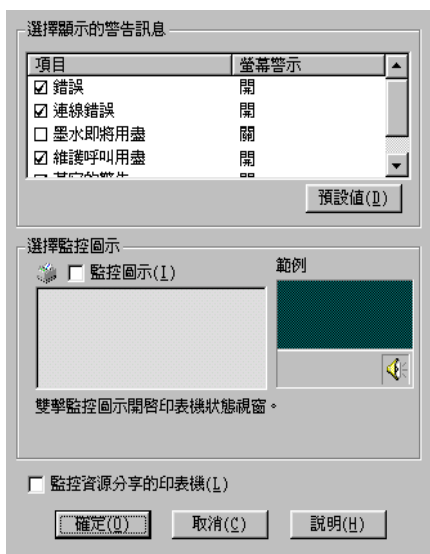 選擇顯示的警告訊息
項目 螢幕警示
錯誤 開
連線錯誤 開
墨水即將用盡 關
維護呼叫用盡 開
預設值(D)
選擇監控圖示
監控圖示(I) 範例
雙擊監控圖示開啓印表機狀態視窗。
監控資源分享的印表機(L)
確定(O) 取消(C) 説明(H)